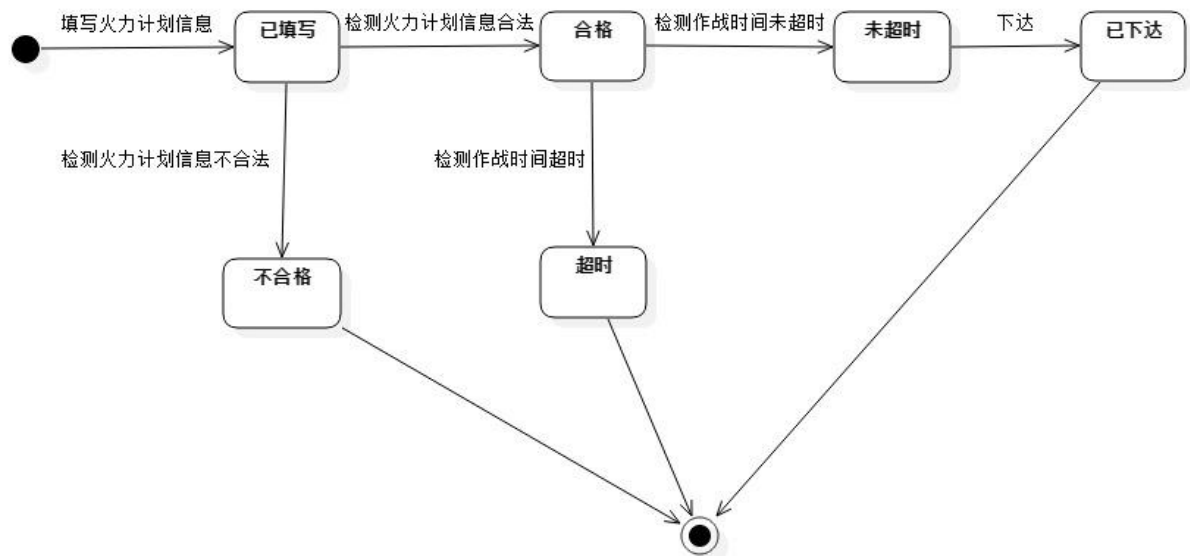 填写火力计划信息
已填写
检测火力计划信息合法
合格
检测作战时间未超时
未超时
下达
已下达
检测火力计划信息不合法
检测作战时间超时
不合格
超时